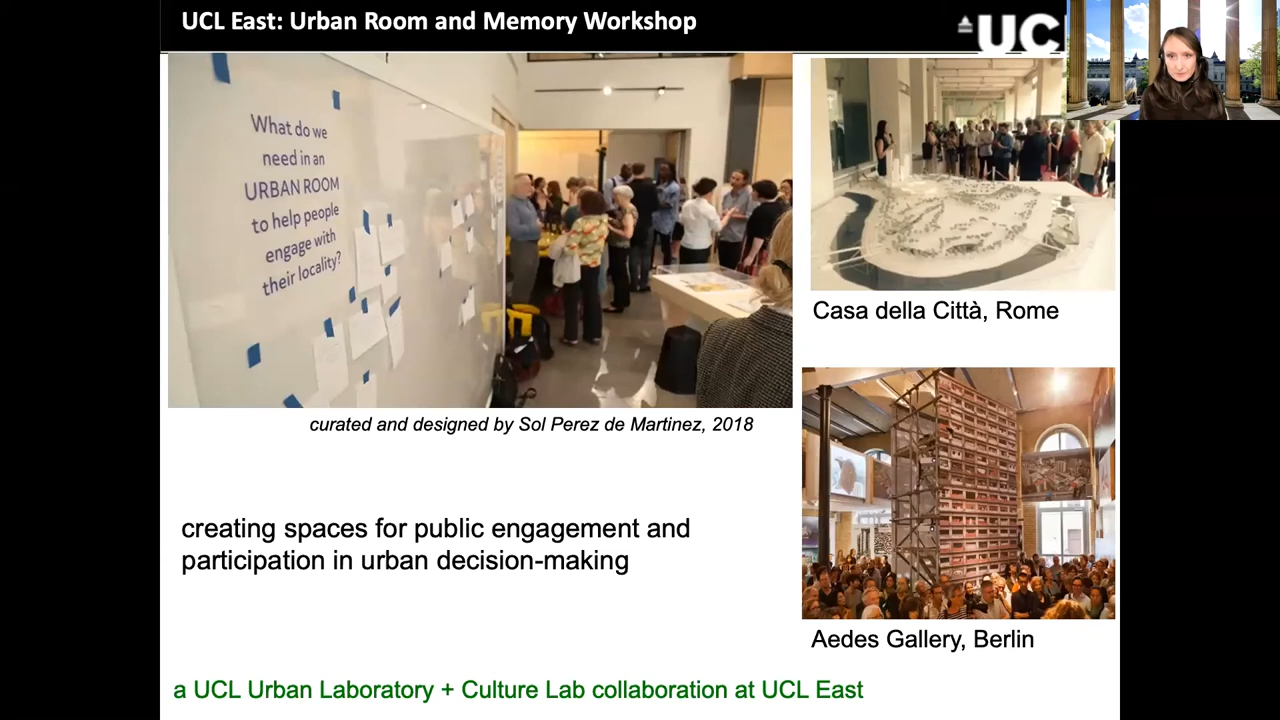 UCL East: Urban Room and Memory Workshop
UC
What do we
need in an
URBAN ROOM
to help people
engage with
their locality?
Casa della Città, Rome
curated and designed by Sol Perez de Martinez, 2018
creating spaces for public engagement and
participation in urban decision-making
Aedes Gallery, Berlin
a UCL Urban Laboratory + Culture Lab collaboration at UCL East